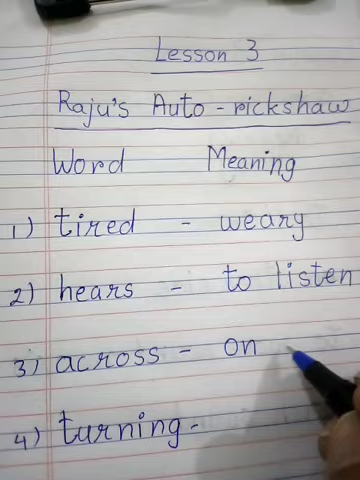 Lesson 3
Raju's Auto-rickshaw
Word Meaning
1) tired - weary
2) hears - to listen
3) across - on
4) turning-